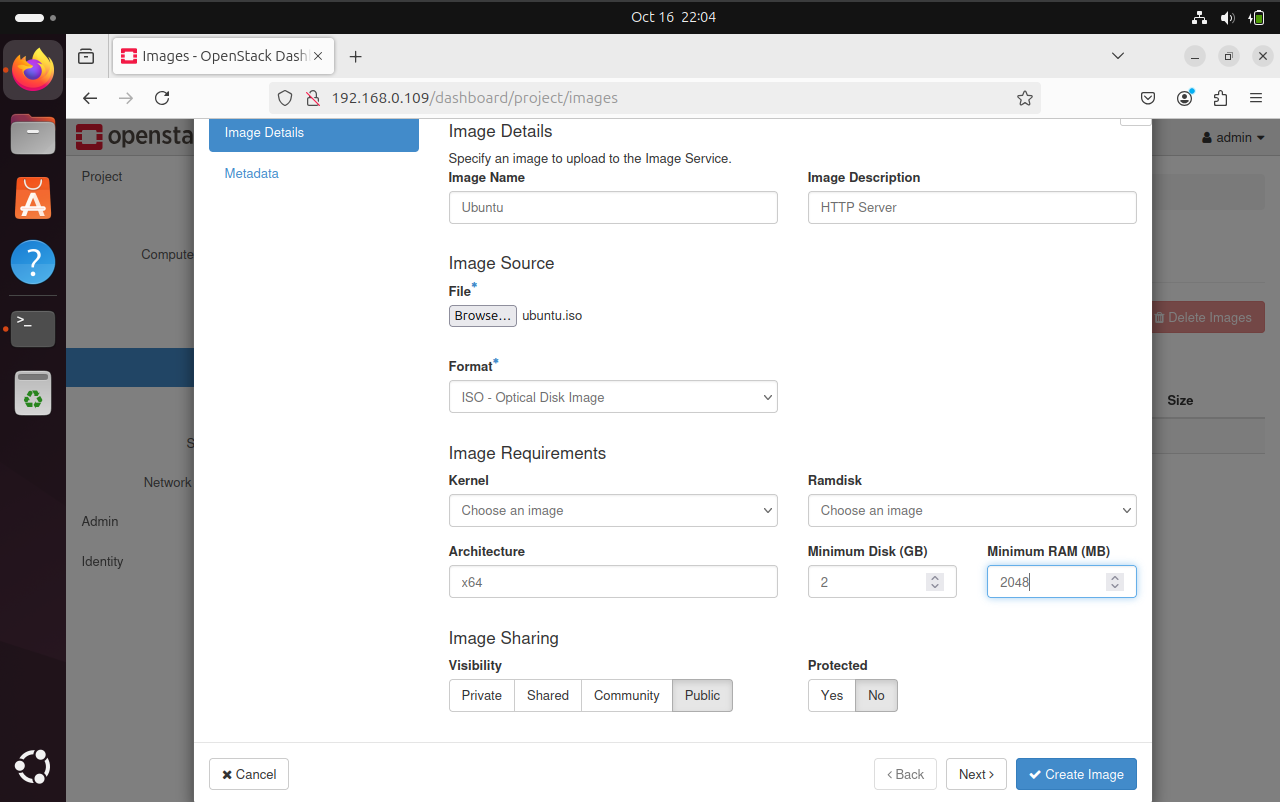 Oct 16 22:04
Images - OpenStack Dash
192.168.0.109/dashboard/project/images
opensta
admin
Project
Compute
Network
Admin
Identity
Delete Images
Size
Image Details
Metadata
Image Details
Specify an image to upload to the Image Service.
Image Name
Image Description
Ubuntu
HTTP Server
Image Source
File*
Browse... ubuntu.iso
Format*
ISO - Optical Disk Image
Image Requirements
Kernel
Ramdisk
Choose an image
Choose an image
Architecture
Minimum Disk (GB)
Minimum RAM (MB)
x64
2
2048
Image Sharing
Visibility
Protected
Private Shared Community Public
Yes No
Cancel
< Back
Next >
Create Image